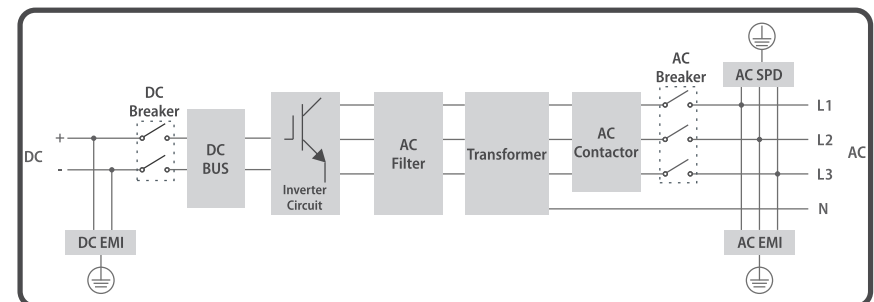 DC
+
-
DC
Breaker
DC
BUS
Inverter
Circuit
AC
Filter
Transformer
AC
Contactor
AC
Breaker
AC SPD
L1
L2
L3
N
AC
DC EMI
AC EMI